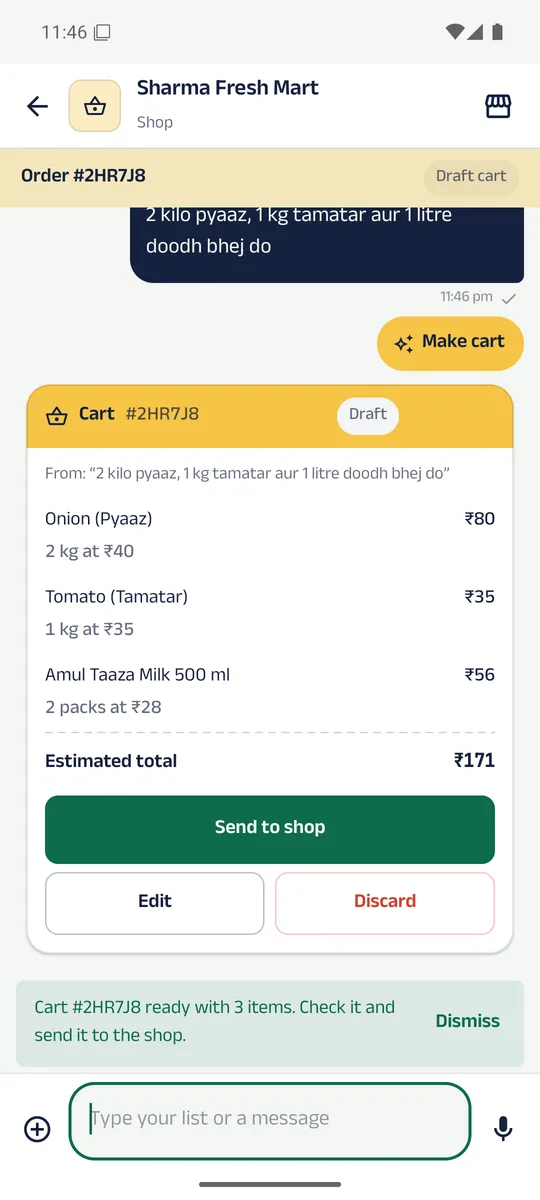 11:46
Sharma Fresh Mart
Shop
Order #2HR7J8
Draft cart
2 kilo pyaaz, 1 kg tamatar aur 1 litre
doodh bhej do
11:46 pm
Make cart
Cart #2HR7J8
Draft
From: “2 kilo pyaaz, 1 kg tamatar aur 1 litre doodh bhej do”
Onion (Pyaaz) ₹80
2 kg at ₹40
Tomato (Tamatar) ₹35
1 kg at ₹35
Amul Taaza Milk 500 ml ₹56
2 packs at ₹28
Estimated total ₹171
Send to shop
Edit
Discard
Cart #2HR7J8 ready with 3 items. Check it and
send it to the shop.
Dismiss
Type your list or a message